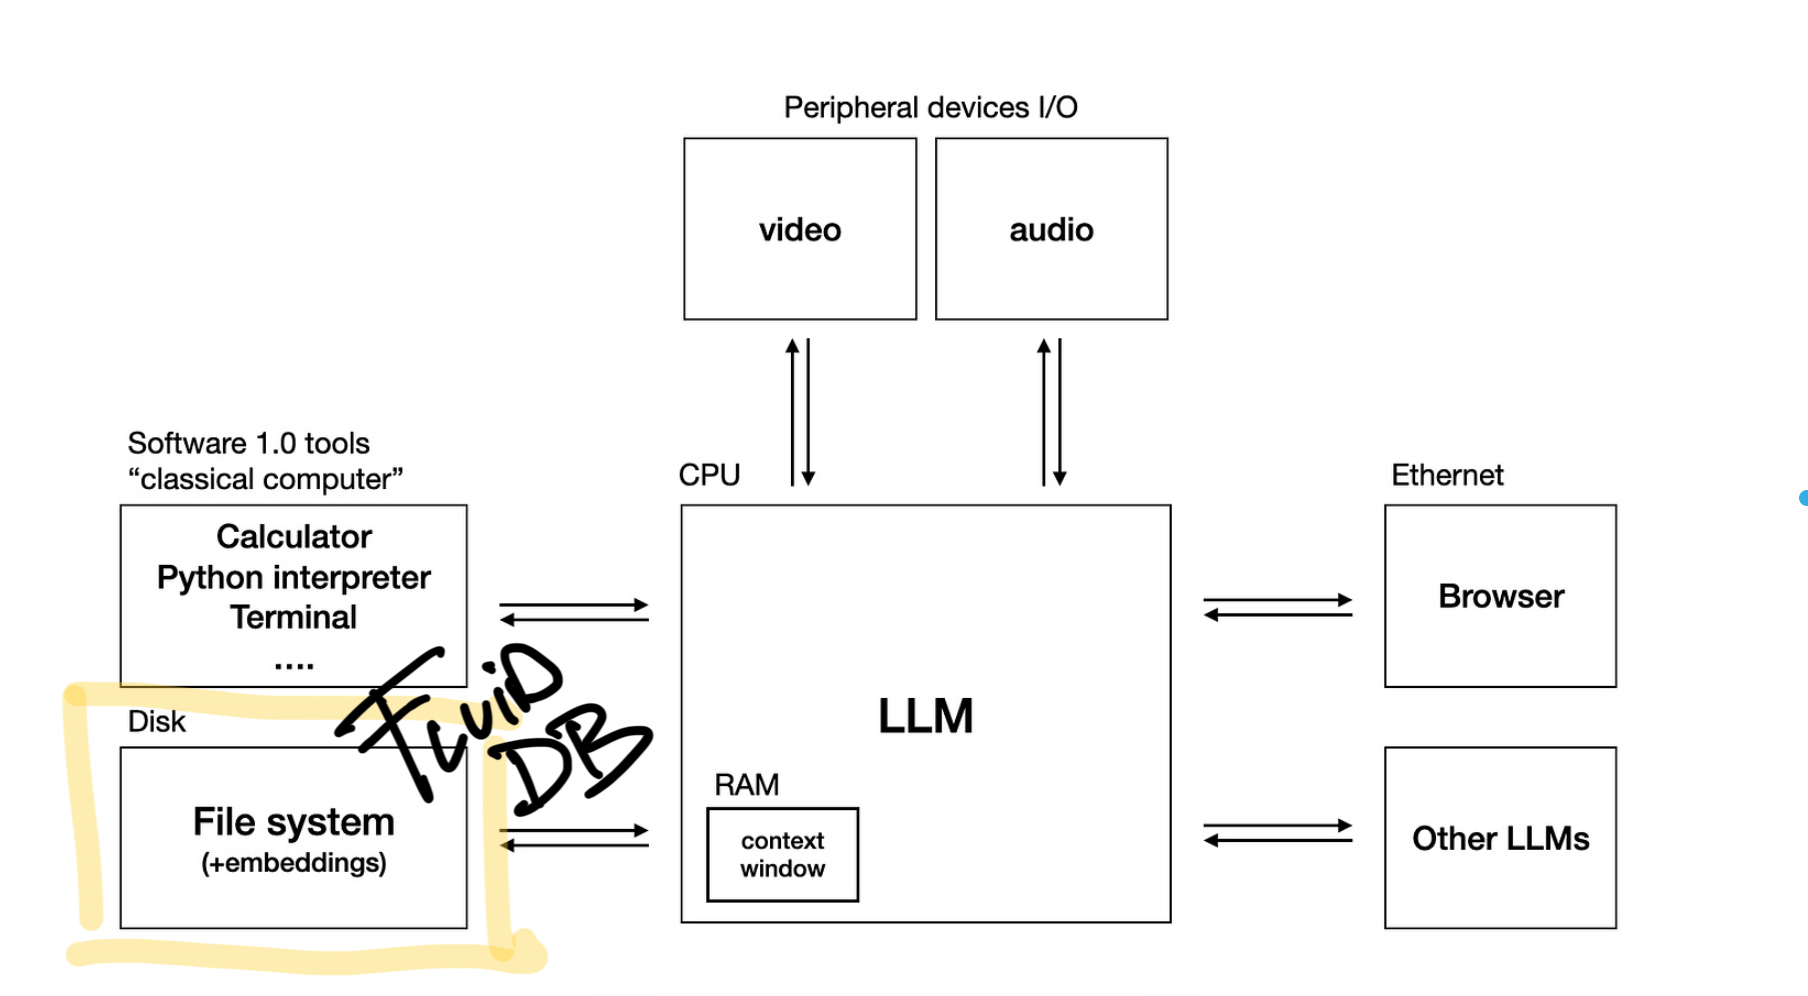 Peripheral devices I/O
video
audio
Software 1.0 tools
“classical computer”
Calculator
Python interpreter
Terminal
....
CPU
LLM
RAM
context
window
Ethernet
Browser
Disk
File system
(+embeddings)
FLUiD
DB
Other LLMs